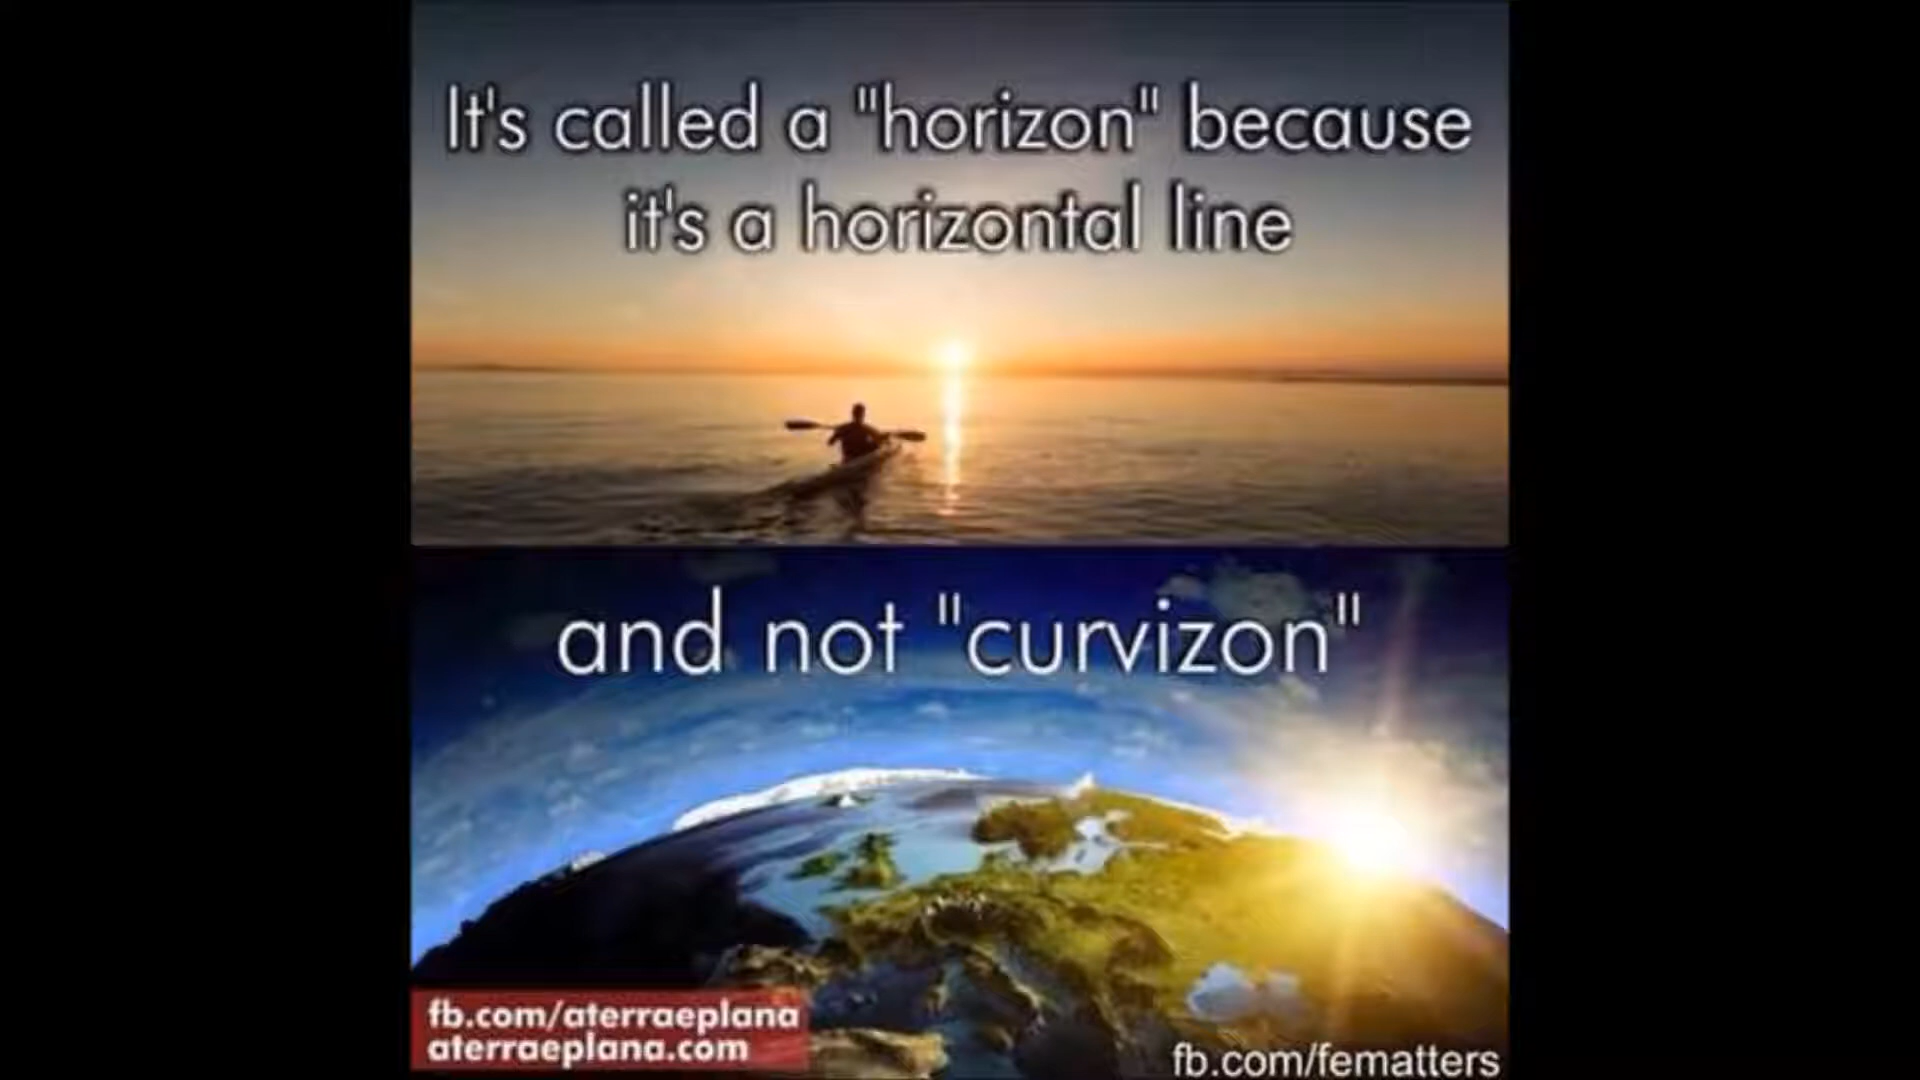 It's called a "horizon" because
it's a horizontal line
and not "curvizon"
fb.com/aterraeplana
aterraeplana.com
fb.com/fematters